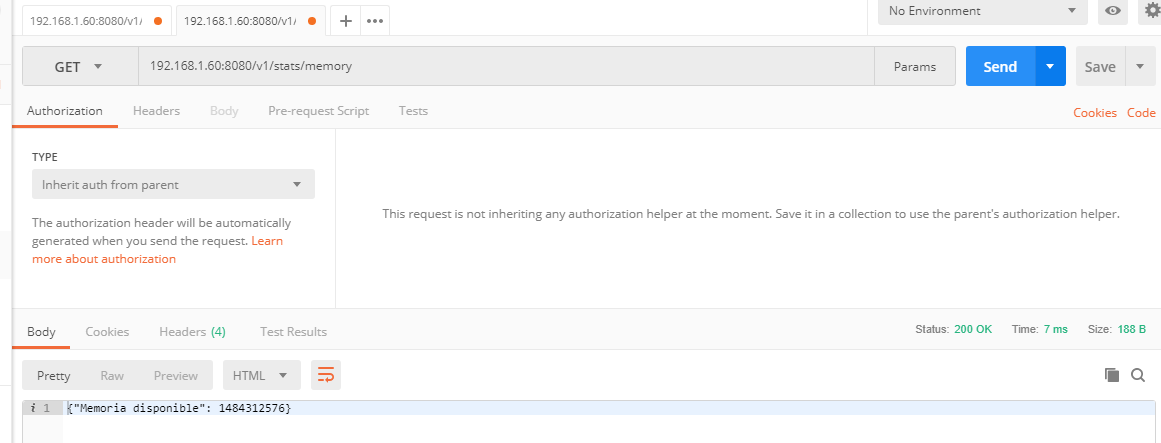 192.168.1.60:8080/v1/ 192.168.1.60:8080/v1/ + ••• No Environment
GET 192.168.1.60:8080/v1/stats/memory Params Send Save
Authorization Headers Body Pre-request Script Tests Cookies Code
TYPE
Inherit auth from parent
The authorization header will be automatically
generated when you send the request. Learn
more about authorization
This request is not inheriting any authorization helper at the moment. Save it in a collection to use the parent's authorization helper.
Body Cookies Headers (4) Test Results Status: 200 OK Time: 7 ms Size: 188 B
Pretty Raw Preview HTML
i 1 {"Memoria disponible": 1484312576}